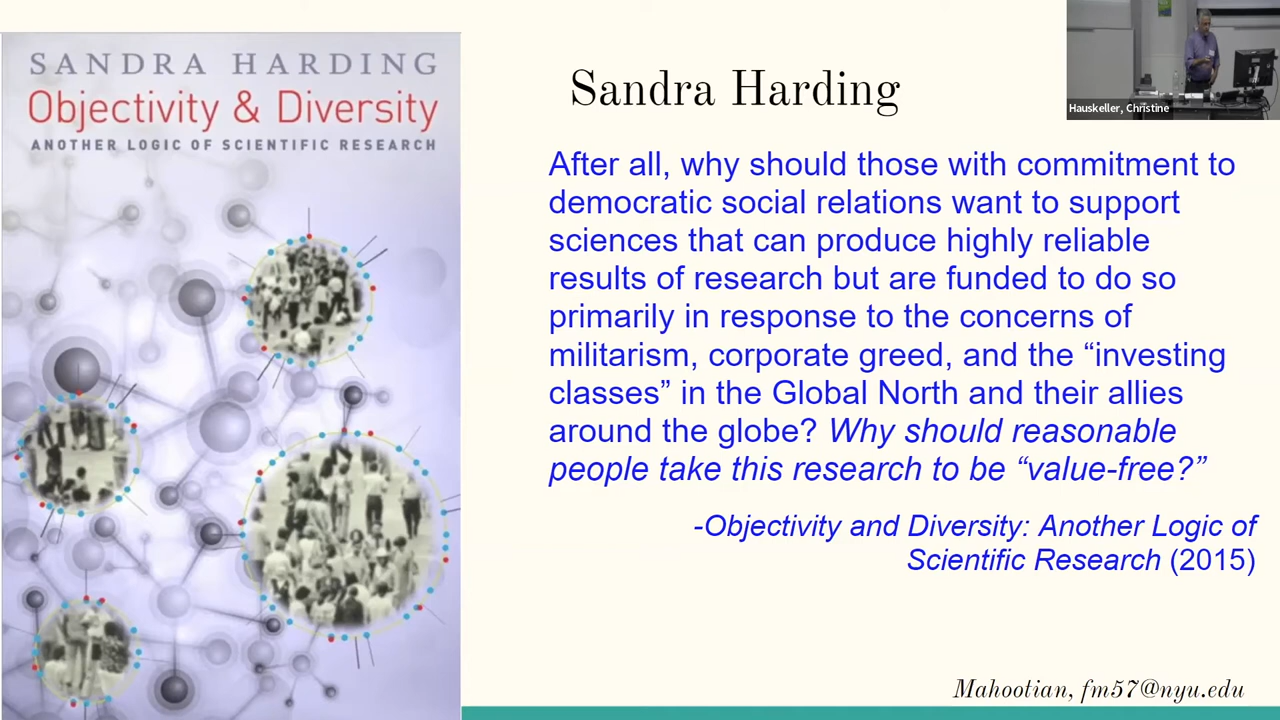 SANDRA HARDING
Objectivity & Diversity
ANOTHER LOGIC OF SCIENTIFIC RESEARCH
Sandra Harding
Hauskeller, Christine
After all, why should those with commitment to
democratic social relations want to support
sciences that can produce highly reliable
results of research but are funded to do so
primarily in response to the concerns of
militarism, corporate greed, and the “investing
classes” in the Global North and their allies
around the globe? Why should reasonable
people take this research to be “value-free?”
-Objectivity and Diversity: Another Logic of
Scientific Research (2015)
Mahootian, fm57@nyu.edu